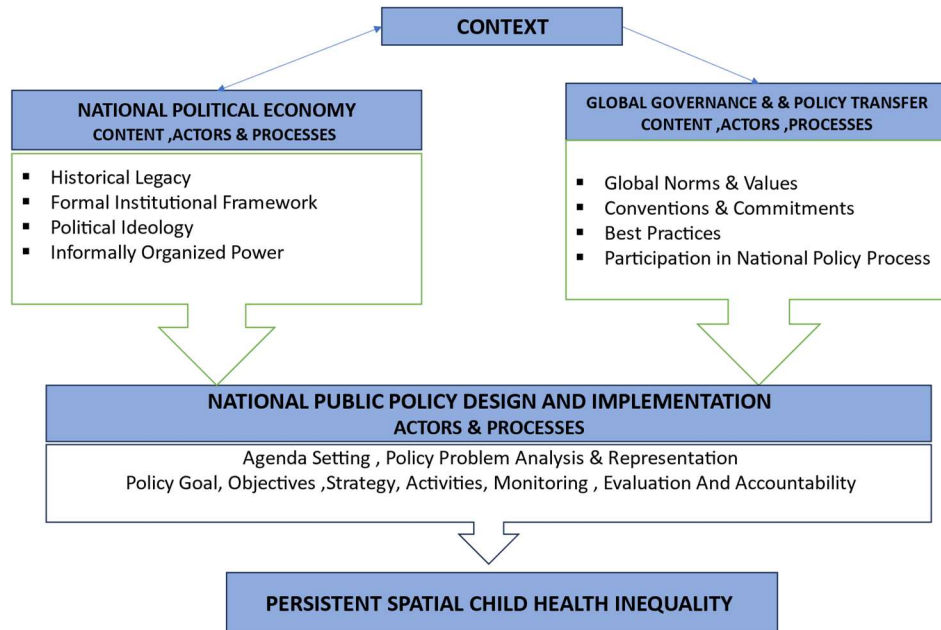 CONTEXT
NATIONAL POLITICAL ECONOMY
CONTENT ,ACTORS & PROCESSES
▪ Historical Legacy
▪ Formal Institutional Framework
▪ Political Ideology
▪ Informally Organized Power
GLOBAL GOVERNANCE & & POLICY TRANSFER
CONTENT ,ACTORS ,PROCESSES
▪ Global Norms & Values
▪ Conventions & Commitments
▪ Best Practices
▪ Participation in National Policy Process
NATIONAL PUBLIC POLICY DESIGN AND IMPLEMENTATION
ACTORS & PROCESSES
Agenda Setting , Policy Problem Analysis & Representation
Policy Goal, Objectives ,Strategy, Activities, Monitoring , Evaluation And Accountability
PERSISTENT SPATIAL CHILD HEALTH INEQUALITY